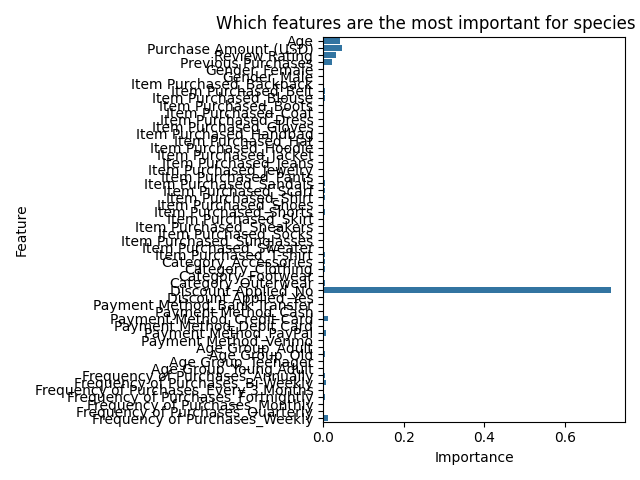 Which features are the most important for species
Age
Purchase Amount (USD)
Review Rating
Previous Purchases
Gender_Female
Gender_Male
Item Purchased_Backpack
Item Purchased_Belt
Item Purchased_Blouse
Item Purchased_Boots
Item Purchased_Coat
Item Purchased_Dress
Item Purchased_Gloves
Item Purchased_Handbag
Item Purchased_Hat
Item Purchased_Hoodie
Item Purchased_Jacket
Item Purchased_Jeans
Item Purchased_Jewelry
Item Purchased_Pants
Item Purchased_Sandals
Item Purchased_Scarf
Item Purchased_Shirt
Item Purchased_Shoes
Item Purchased_Shorts
Item Purchased_Skirt
Item Purchased_Sneakers
Item Purchased_Socks
Item Purchased_Sunglasses
Item Purchased_Sweater
Item Purchased_T-shirt
Category_Accessories
Category_Clothing
Category_Footwear
Category_Outerwear
Discount Applied_No
Discount Applied_Yes
Payment Method_Bank Transfer
Payment Method_Cash
Payment Method_Credit Card
Payment Method_Debit Card
Payment Method_PayPal
Payment Method_Venmo
Age Group_Adult
Age Group_Old
Age Group_Teenager
Age Group_Young Adult
Frequency of Purchases_Annually
Frequency of Purchases_Bi-Weekly
Frequency of Purchases_Every 3 Months
Frequency of Purchases_Fortnightly
Frequency of Purchases_Monthly
Frequency of Purchases_Quarterly
Frequency of Purchases_Weekly
Feature
0.0 0.2 0.4 0.6
Importance